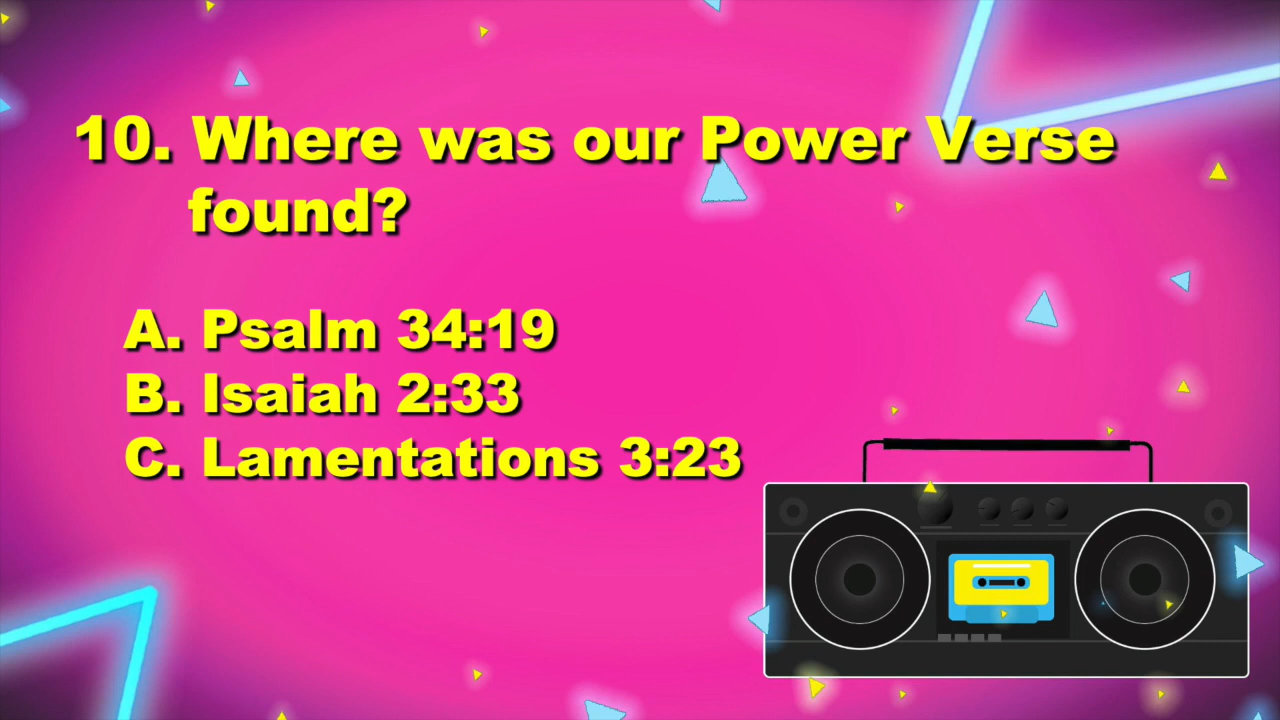 10. Where was our Power Verse
found?
A. Psalm 34:19
B. Isaiah 2:33
C. Lamentations 3:23